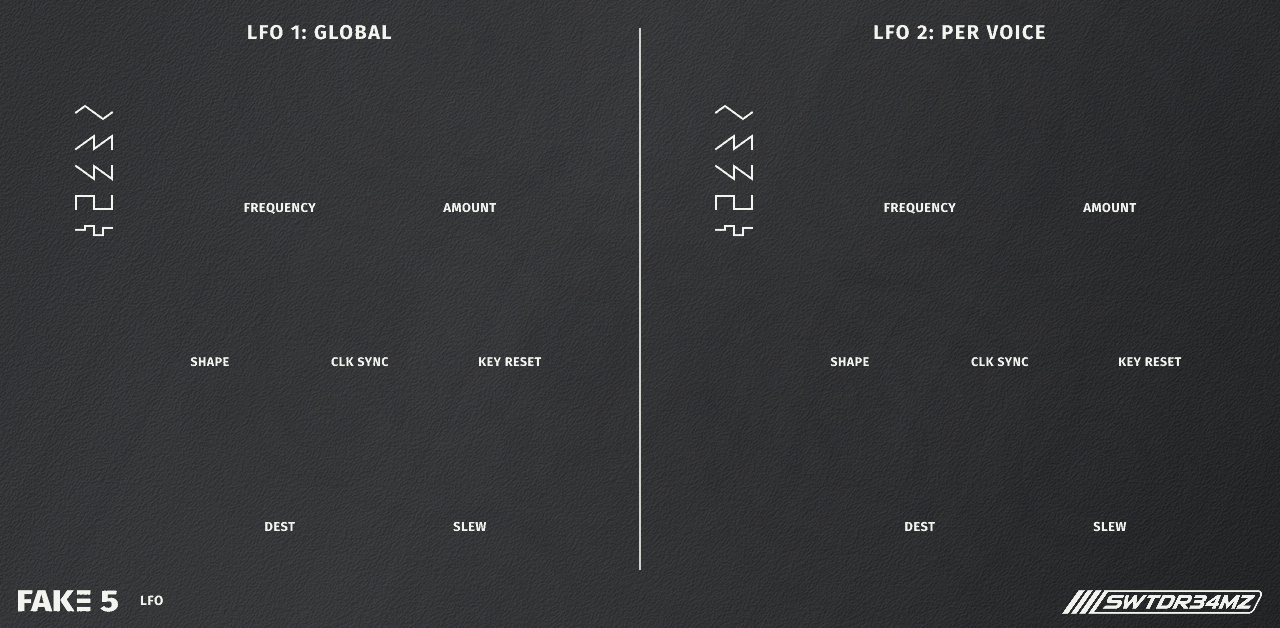 LFO 1: GLOBAL
FREQUENCY AMOUNT
SHAPE CLK SYNC KEY RESET
DEST SLEW
LFO 2: PER VOICE
FREQUENCY AMOUNT
SHAPE CLK SYNC KEY RESET
DEST SLEW
FAKE 5 LFO
SWTDR34MZ